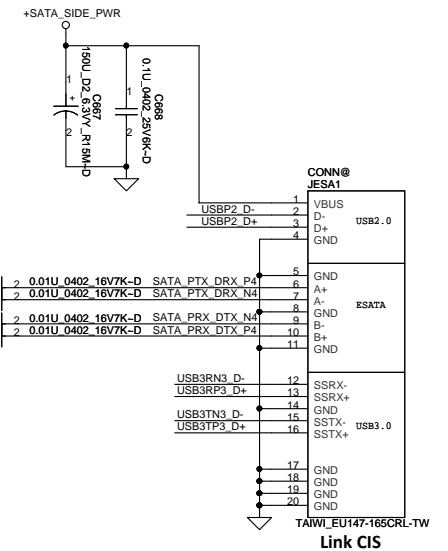 +SATA_SIDE_PWR
1
2
C667
150U_D2_6.3VY_R15M~D
+
1
2
C668
0.1U_0402_25V6K~D
CONN@
JESA1
1 VBUS
USBP2_D- 2 D- USB2.0
USBP2_D+ 3 D+
4 GND
5 GND
2 0.01U_0402_16V7K~D SATA_PTX_DRX_P4 6 A+
2 0.01U_0402_16V7K~D SATA_PTX_DRX_N4 7 A- ESATA
8 GND
2 0.01U_0402_16V7K~D SATA_PRX_DTX_N4 9 B-
2 0.01U_0402_16V7K~D SATA_PRX_DTX_P4 10 B+
11 GND
USB3RN3_D- 12 SSRX-
USB3RP3_D+ 13 SSRX+
14 GND
USB3TN3_D- 15 SSTX- USB3.0
USB3TP3_D+ 16 SSTX+
17 GND
18 GND
19 GND
20 GND
TAIWI_EU147-165CRL-TW
Link CIS